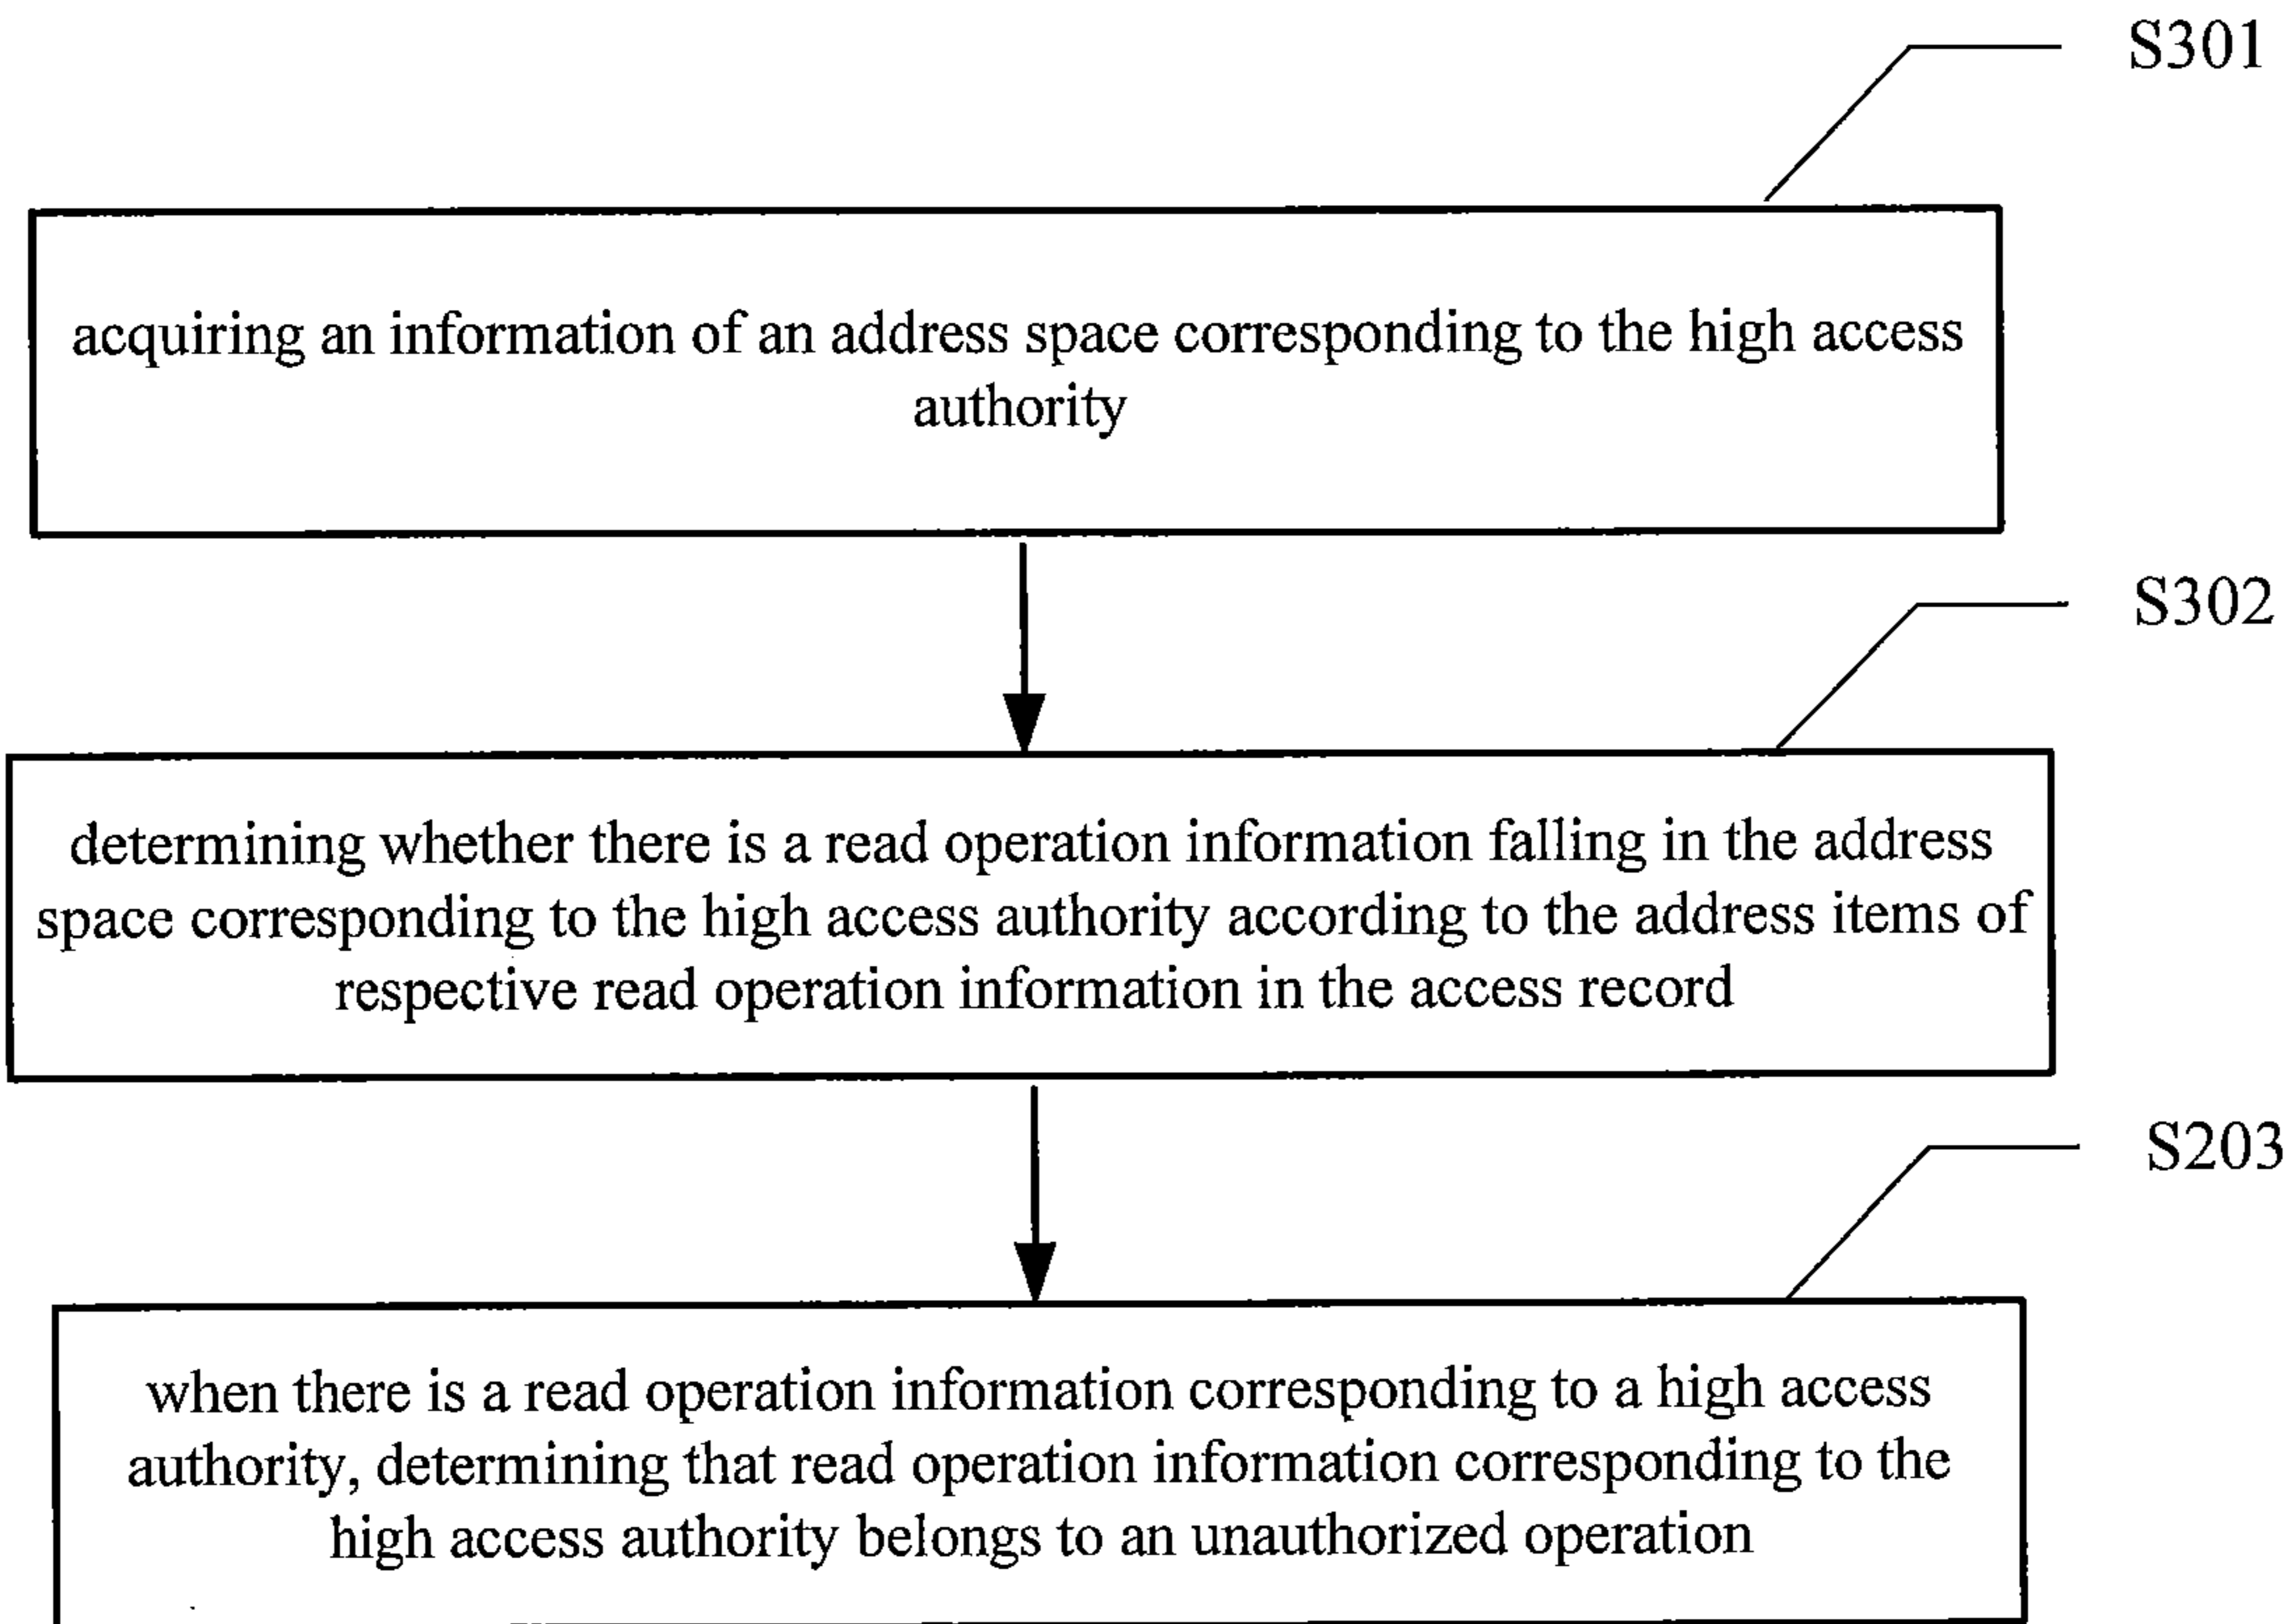 S301
acquiring an information of an address space corresponding to the high access
authority
S302
determining whether there is a read operation information falling in the address
space corresponding to the high access authority according to the address items of
respective read operation information in the access record
S203
when there is a read operation information corresponding to a high access
authority, determining that read operation information corresponding to the
high access authority belongs to an unauthorized operation